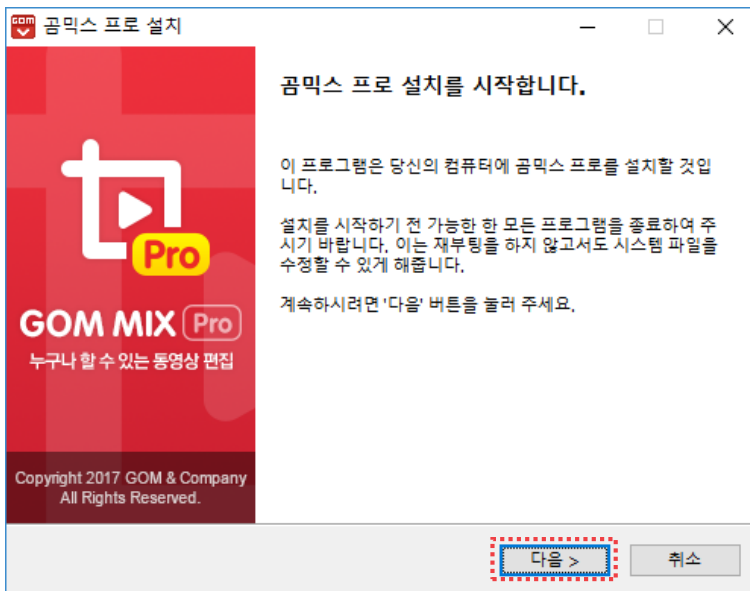 GOM
곰믹스 프로 설치
Pro
GOM MIX Pro
누구나 할 수 있는 동영상 편집
Copyright 2017 GOM & Company
All Rights Reserved.
곰믹스 프로 설치를 시작합니다.
이 프로그램은 당신의 컴퓨터에 곰믹스 프로를 설치할 것입
니다.
설치를 시작하기 전 가능한 한 모든 프로그램을 종료하여 주
시기 바랍니다. 이는 재부팅을 하지 않고서도 시스템 파일을
수정할 수 있게 해줍니다.
계속하시려면 '다음' 버튼을 눌러 주세요.
다음 >
취소